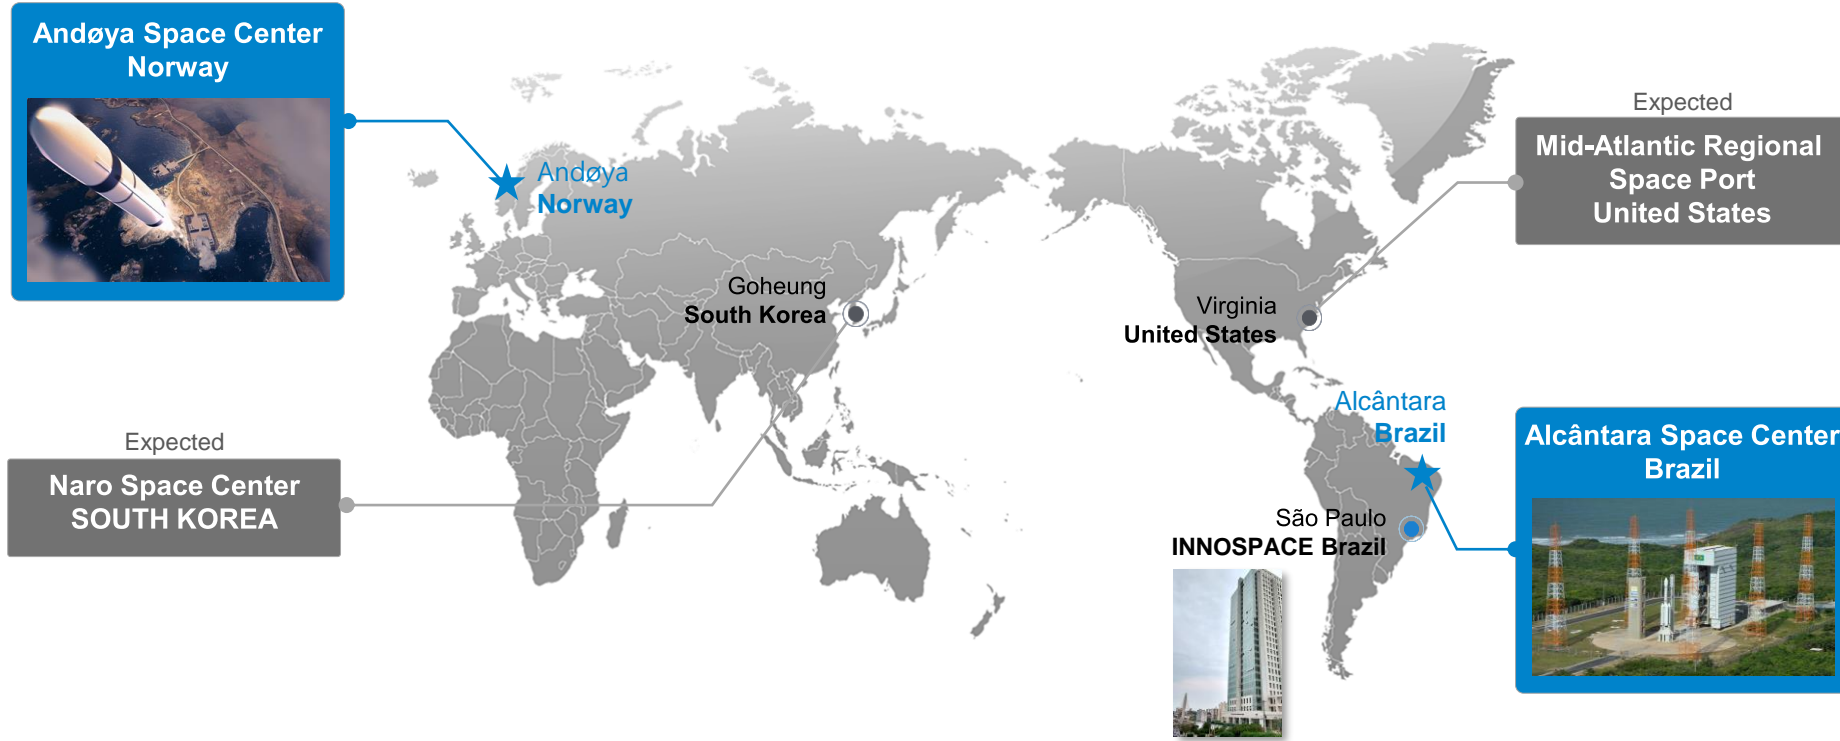 Andøya Space Center
Norway
Andøya
Norway
Expected
Mid-Atlantic Regional
Space Port
United States
Goheung
South Korea
Virginia
United States
Alcântara
Brazil
Expected
Naro Space Center
SOUTH KOREA
Alcântara Space Center
Brazil
São Paulo
INNOSPACE Brazil